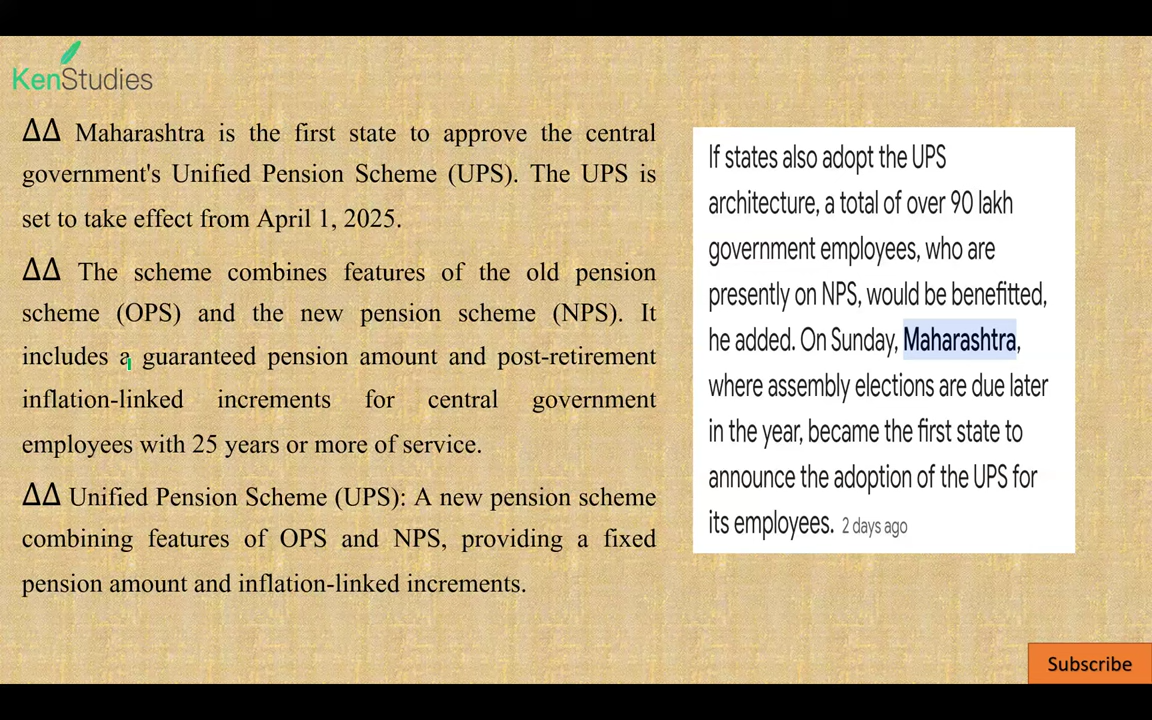 KenStudies
ΔΔ Maharashtra is the first state to approve the central
government's Unified Pension Scheme (UPS). The UPS is
set to take effect from April 1, 2025.
ΔΔ The scheme combines features of the old pension
scheme (OPS) and the new pension scheme (NPS). It
includes a guaranteed pension amount and post-retirement
inflation-linked increments for central government
employees with 25 years or more of service.
ΔΔ Unified Pension Scheme (UPS): A new pension scheme
combining features of OPS and NPS, providing a fixed
pension amount and inflation-linked increments.
If states also adopt the UPS
architecture, a total of over 90 lakh
government employees, who are
presently on NPS, would be benefitted,
he added. On Sunday, Maharashtra,
where assembly elections are due later
in the year, became the first state to
announce the adoption of the UPS for
its employees. 2 days ago
Subscribe